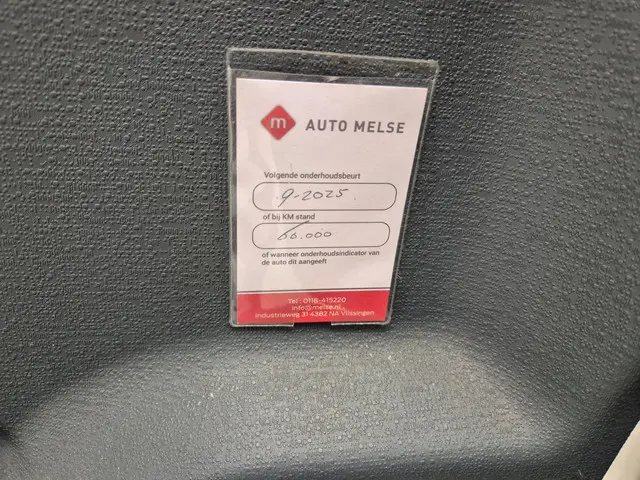 m AUTO MELSE
Volgende onderhoudsbeurt
9-2025
of bij KM stand
66.000
of wanneer onderhoudsindicator van
de auto dit aangeeft
Tel.: 0118-415220
info@melse.nl
Industrieweg 31 4382 NA Vlissingen